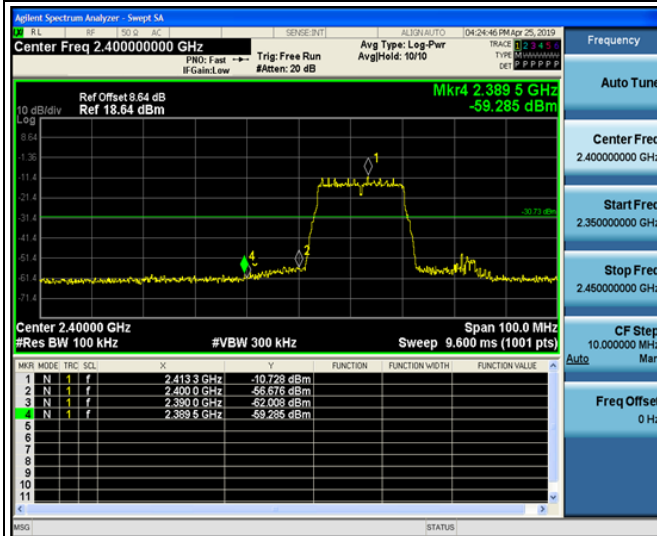 Agilent Spectrum Analyzer - Swept SA
RL RF 50 Ω AC SENSE:INT ALIGN AUTO 04:24:46 PM Apr 25, 2019
Center Freq 2.400000000 GHz
PNO: Fast
IFGain:Low
Trig: Free Run
#Atten: 20 dB
Avg Type: Log-Pwr
Avg|Hold: 10/10
TRACE 1 2 3 4 5 6
TYPE M W W W W W
DET P P P P P P
Ref Offset 8.64 dB
Ref 18.64 dBm
10 dB/div
Log
Mkr4 2.389 5 GHz
-59.285 dBm
8.64
-1.36
-11.4
-21.4
-31.4
-41.4
-51.4
-61.4
-71.4
1
-30.73 dBm
4
2
Center 2.40000 GHz
#Res BW 100 kHz
#VBW 300 kHz
Span 100.0 MHz
Sweep 9.600 ms (1001 pts)
MKR MODE TRC SCL X Y FUNCTION FUNCTION WIDTH FUNCTION VALUE
1 N 1 f 2.413 3 GHz -10.728 dBm
2 N 1 f 2.400 0 GHz -56.676 dBm
3 N 1 f 2.390 0 GHz -62.008 dBm
4 N 1 f 2.389 5 GHz -59.285 dBm
5
6
7
8
9
10
11
MSG STATUS
Frequency
Auto Tune
Center Freq
2.400000000 GHz
Start Freq
2.350000000 GHz
Stop Freq
2.450000000 GHz
CF Step
10.000000 MHz
Auto Man
Freq Offset
0 Hz